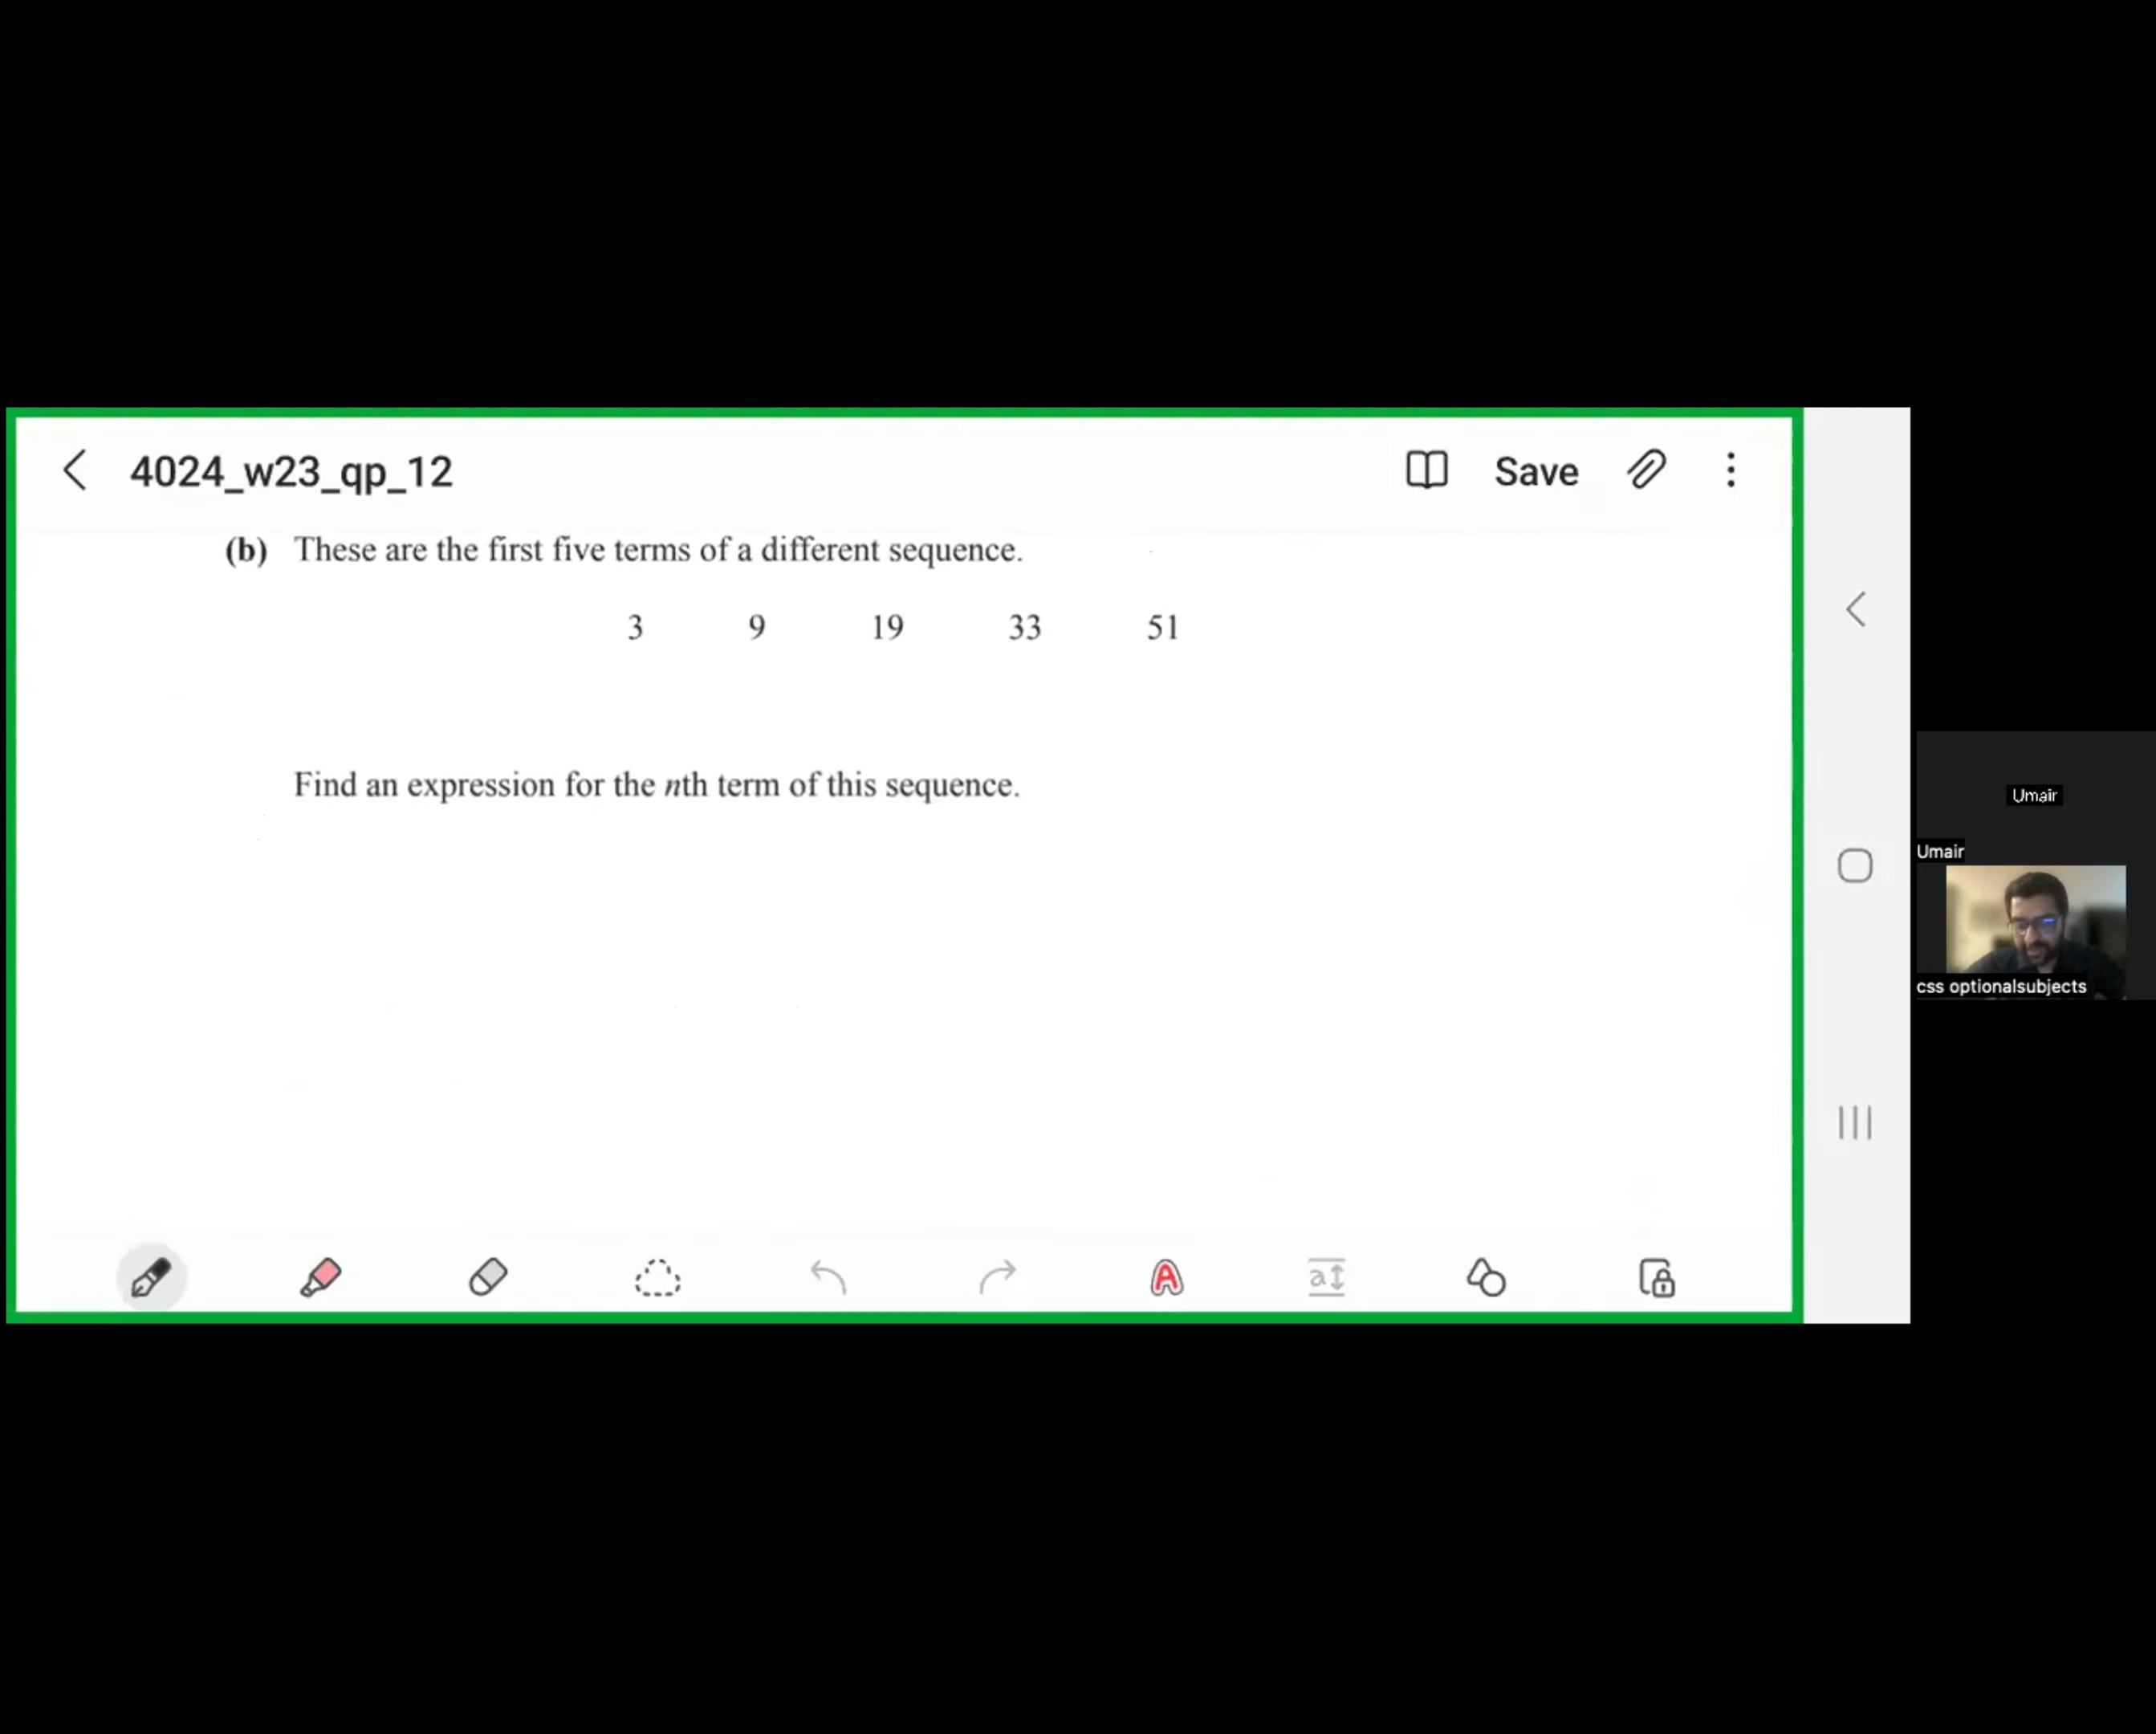 4024_w23_qp_12
Save
(b) These are the first five terms of a different sequence.
3 9 19 33 51
Find an expression for the nth term of this sequence.
Umair
Umair
css optionalsubjects
A
a